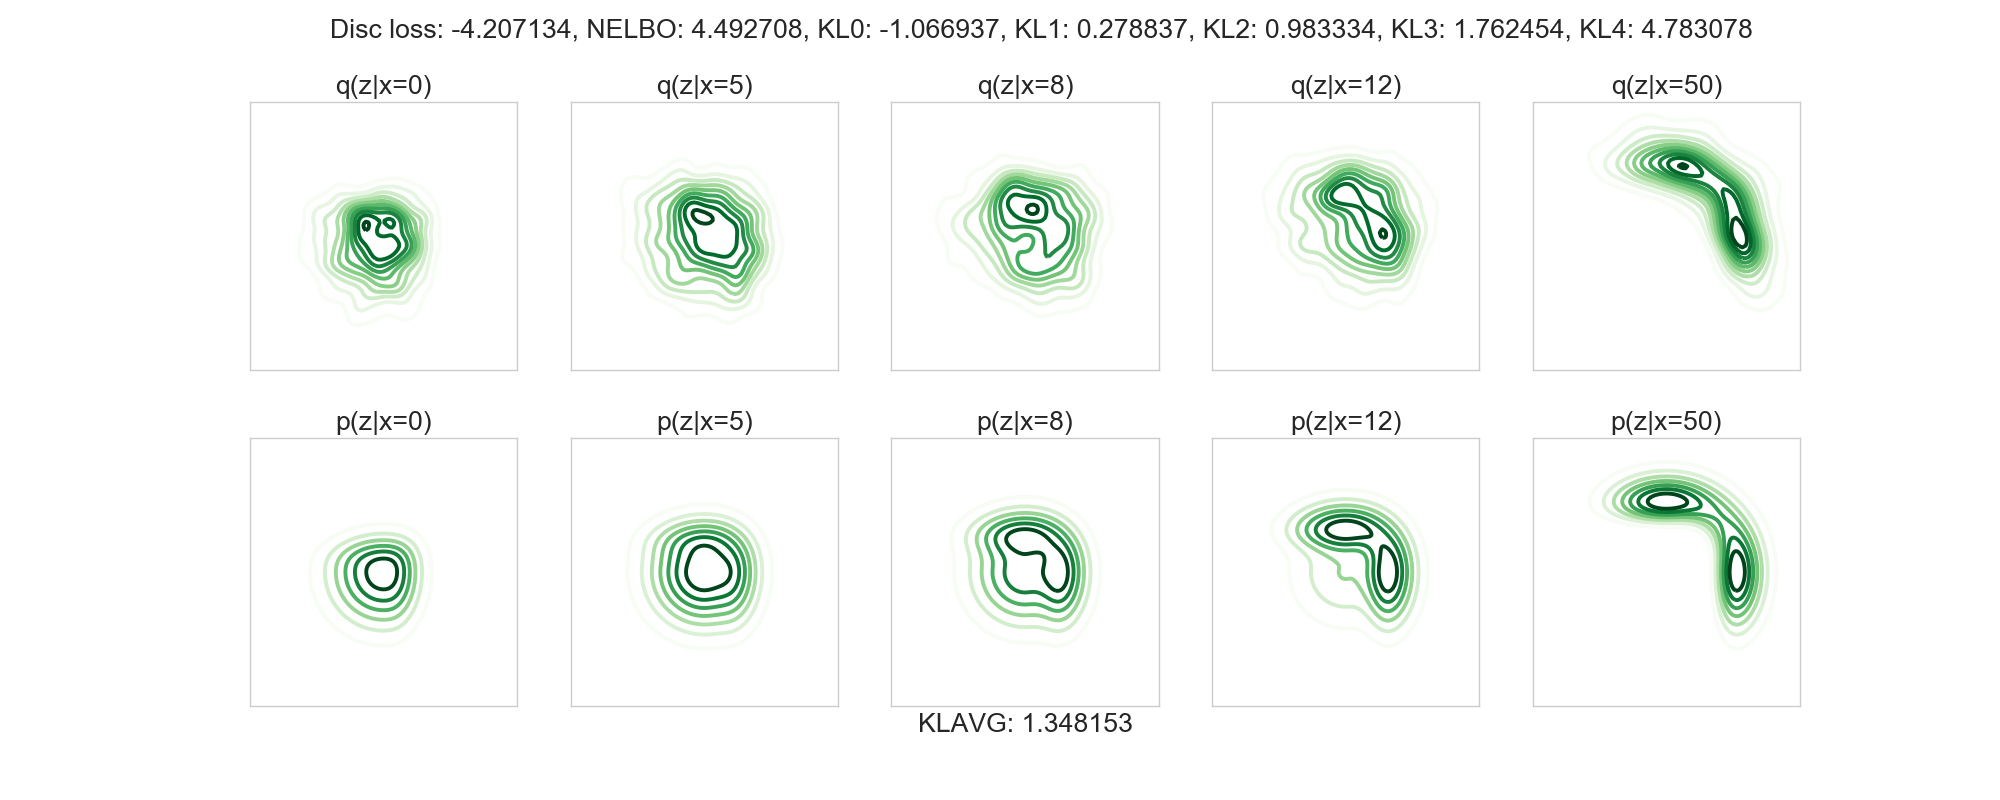 Disc loss: -4.207134, NELBO: 4.492708, KL0: -1.066937, KL1: 0.278837, KL2: 0.983334, KL3: 1.762454, KL4: 4.783078
q(z|x=0) q(z|x=5) q(z|x=8) q(z|x=12) q(z|x=50)
p(z|x=0) p(z|x=5) p(z|x=8) p(z|x=12) p(z|x=50)
KLAVG: 1.348153